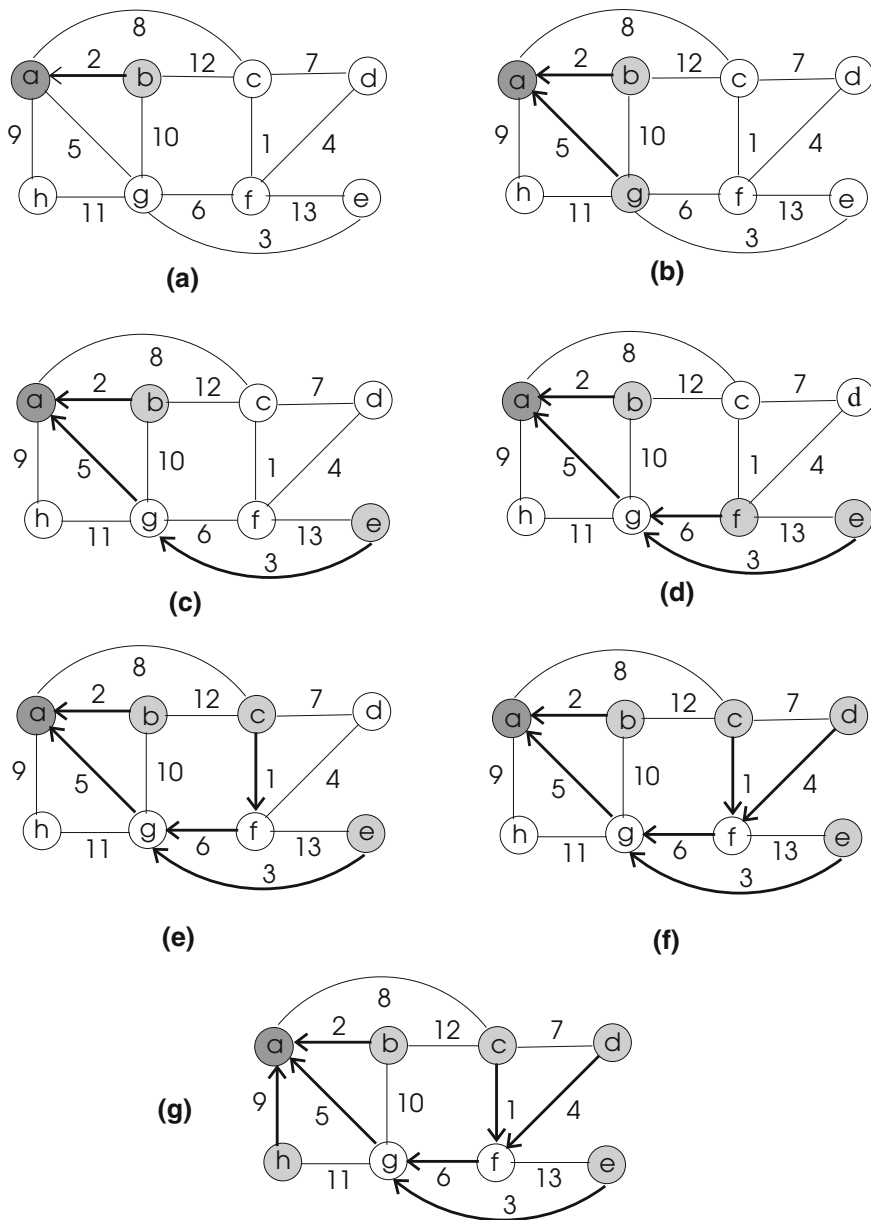 8 8
2 12 7 2 12 7
a b c d a b c d
9 5 10 1 4 9 5 10 1 4
h g f e h g f e
11 6 13 11 6 13
3 3
(a) (b)
8 8
2 12 7 2 12 7
a b c d a b c d
9 5 10 1 4 9 5 10 1 4
h g f e h g f e
11 6 13 11 6 13
3 3
(c) (d)
8 8
2 12 7 2 12 7
a b c d a b c d
9 5 10 1 4 9 5 10 1 4
h g f e h g f e
11 6 13 11 6 13
3 3
(e) (f)
8
2 12 7
a b c d
(g) 9 5 10 1 4
h g f e
11 6 13
3